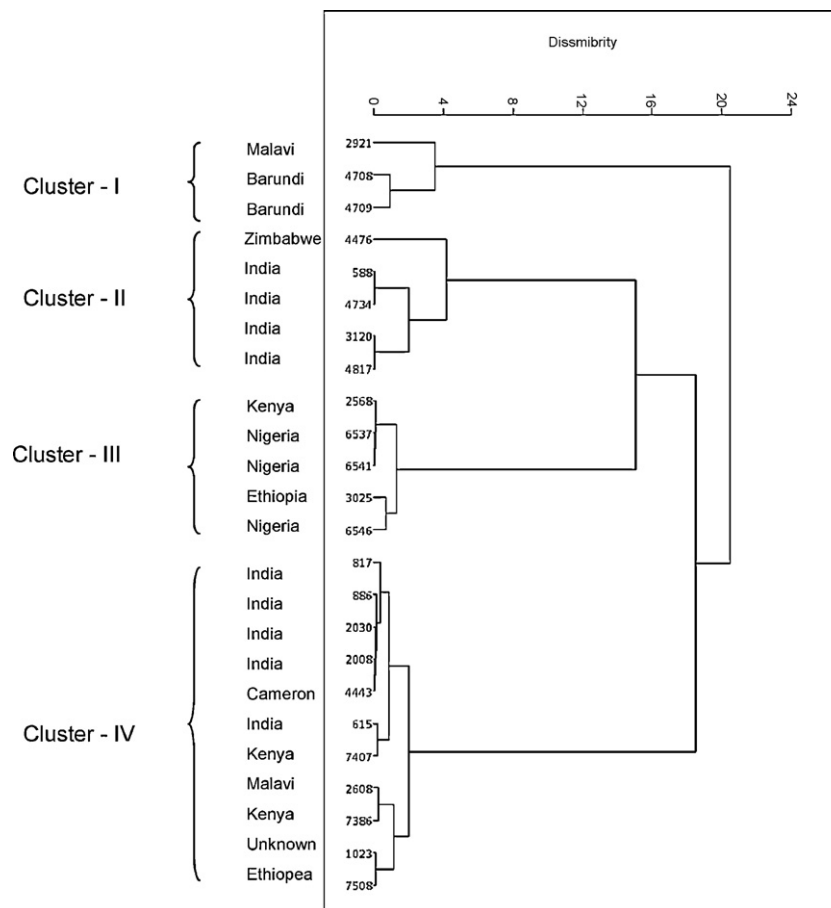 Dissmibrity
0 4 8 12 16 20 24
Cluster - I
Malavi 2921
Barundi 4708
Barundi 4709
Cluster - II
Zimbabwe 4476
India 588
India 4734
India 3120
India 4817
Cluster - III
Kenya 2568
Nigeria 6537
Nigeria 6541
Ethiopia 3025
Nigeria 6546
Cluster - IV
India 817
India 886
India 2030
India 2008
Cameron 4443
India 615
Kenya 7407
Malavi 2608
Kenya 7386
Unknown 1023
Ethiopea 7508